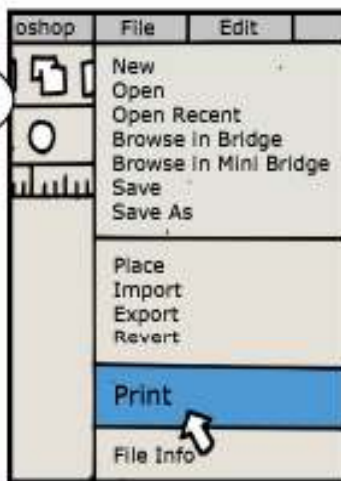 oshop File Edit
New
Open
Open Recent
Browse in Bridge
Browse in Mini Bridge
Save
Save As
Place
Import
Export
Revert
Print
File Info